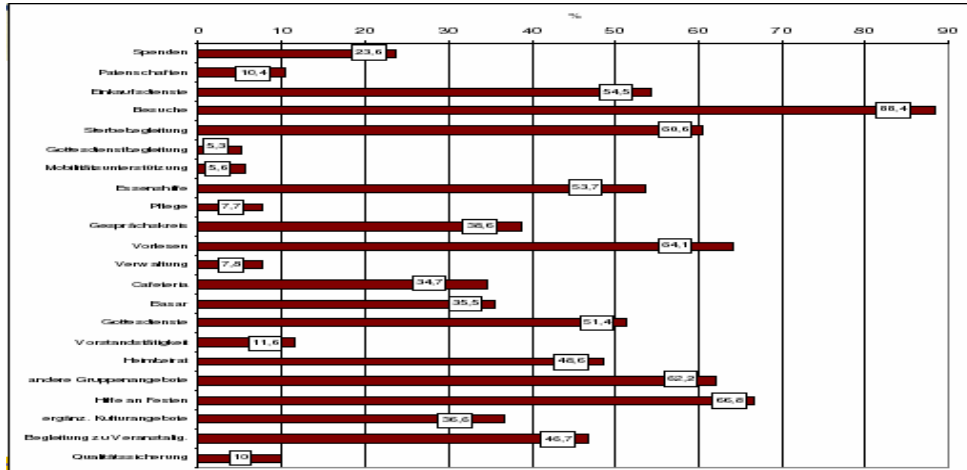 %
0 10 20 30 40 50 60 70 80 90
Spenden 23,6
Patenschaften 10,4
Einkaufsdienste 54,5
Besuche 88,4
Sterbebegleitung 60,6
Gottesdienstbegleitung 5,3
Mobilitätsunterstützung 5,6
Essenshilfe 53,7
Pflege 7,7
Gesprächskreis 38,6
Vorlesen 64,1
Verwaltung 7,8
Cafeteria 34,7
Basar 35,5
Gottesdienste 51,4
Vorstandstätigkeit 11,6
Heimbeirat 48,6
andere Gruppenangebote 62,2
Hilfe an Festen 66,8
ergänz. Kulturangebote 36,6
Begleitung zu Veranstaltg. 46,7
Qualitätssicherung 10